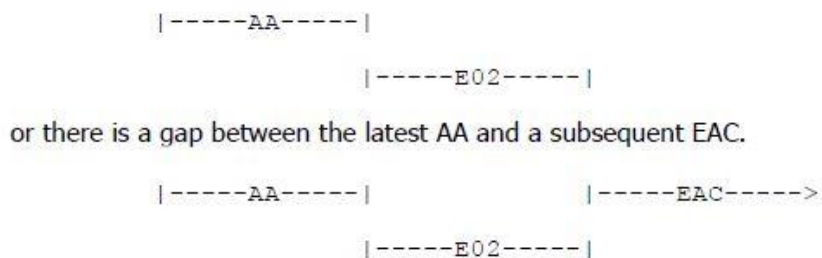 |-----AA-----|
|-----E02-----|
or there is a gap between the latest AA and a subsequent EAC.
|-----AA-----| |-----EAC----->
|-----E02-----|